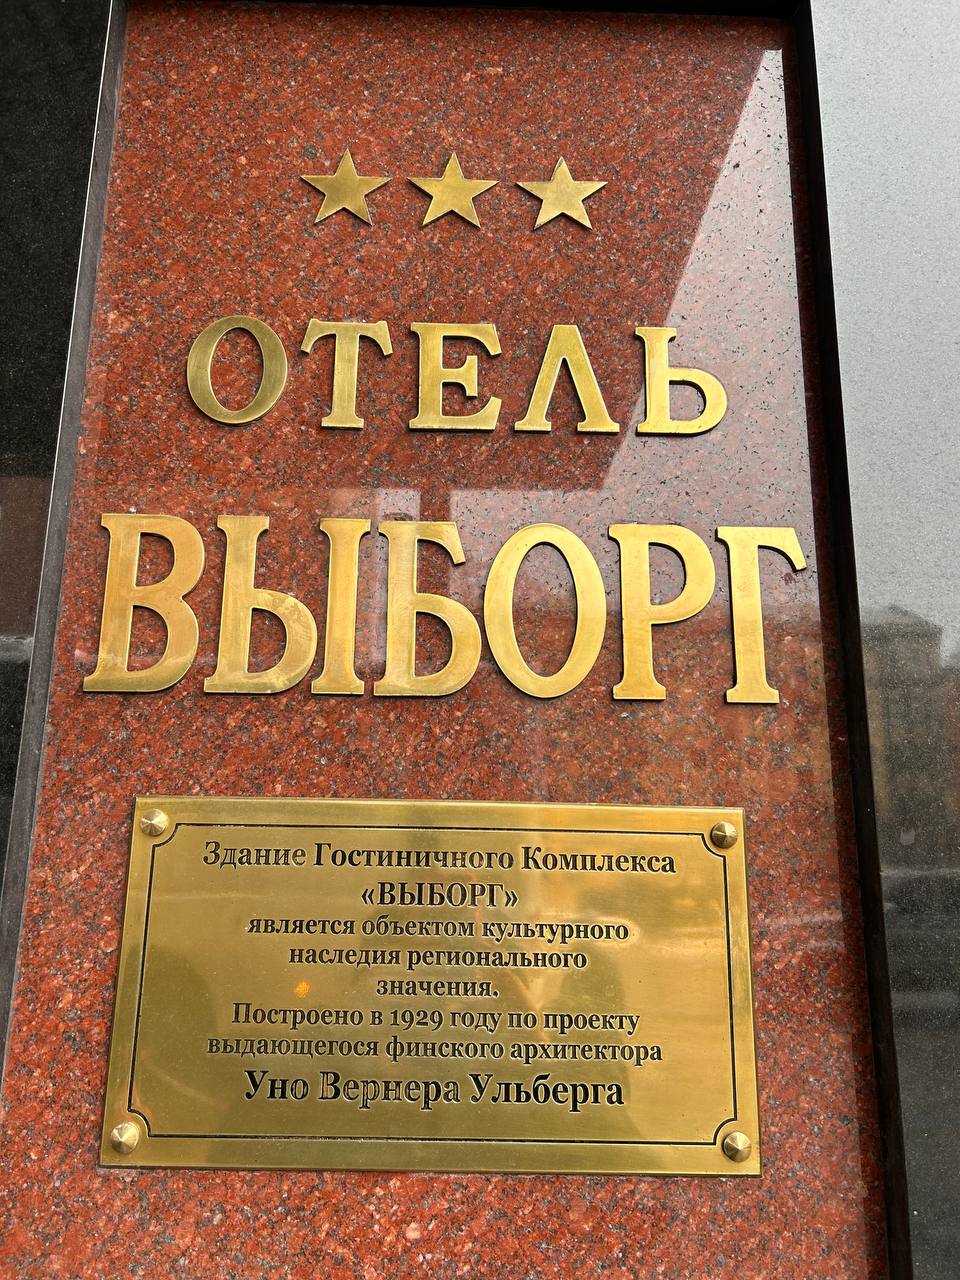 ОТЕЛЬ
ВЫБОРГ
Здание Гостиничного Комплекса
«ВЫБОРГ»
является объектом культурного
наследия регионального
значения.
Построено в 1929 году по проекту
выдающегося финского архитектора
Уно Вернера Ульберга